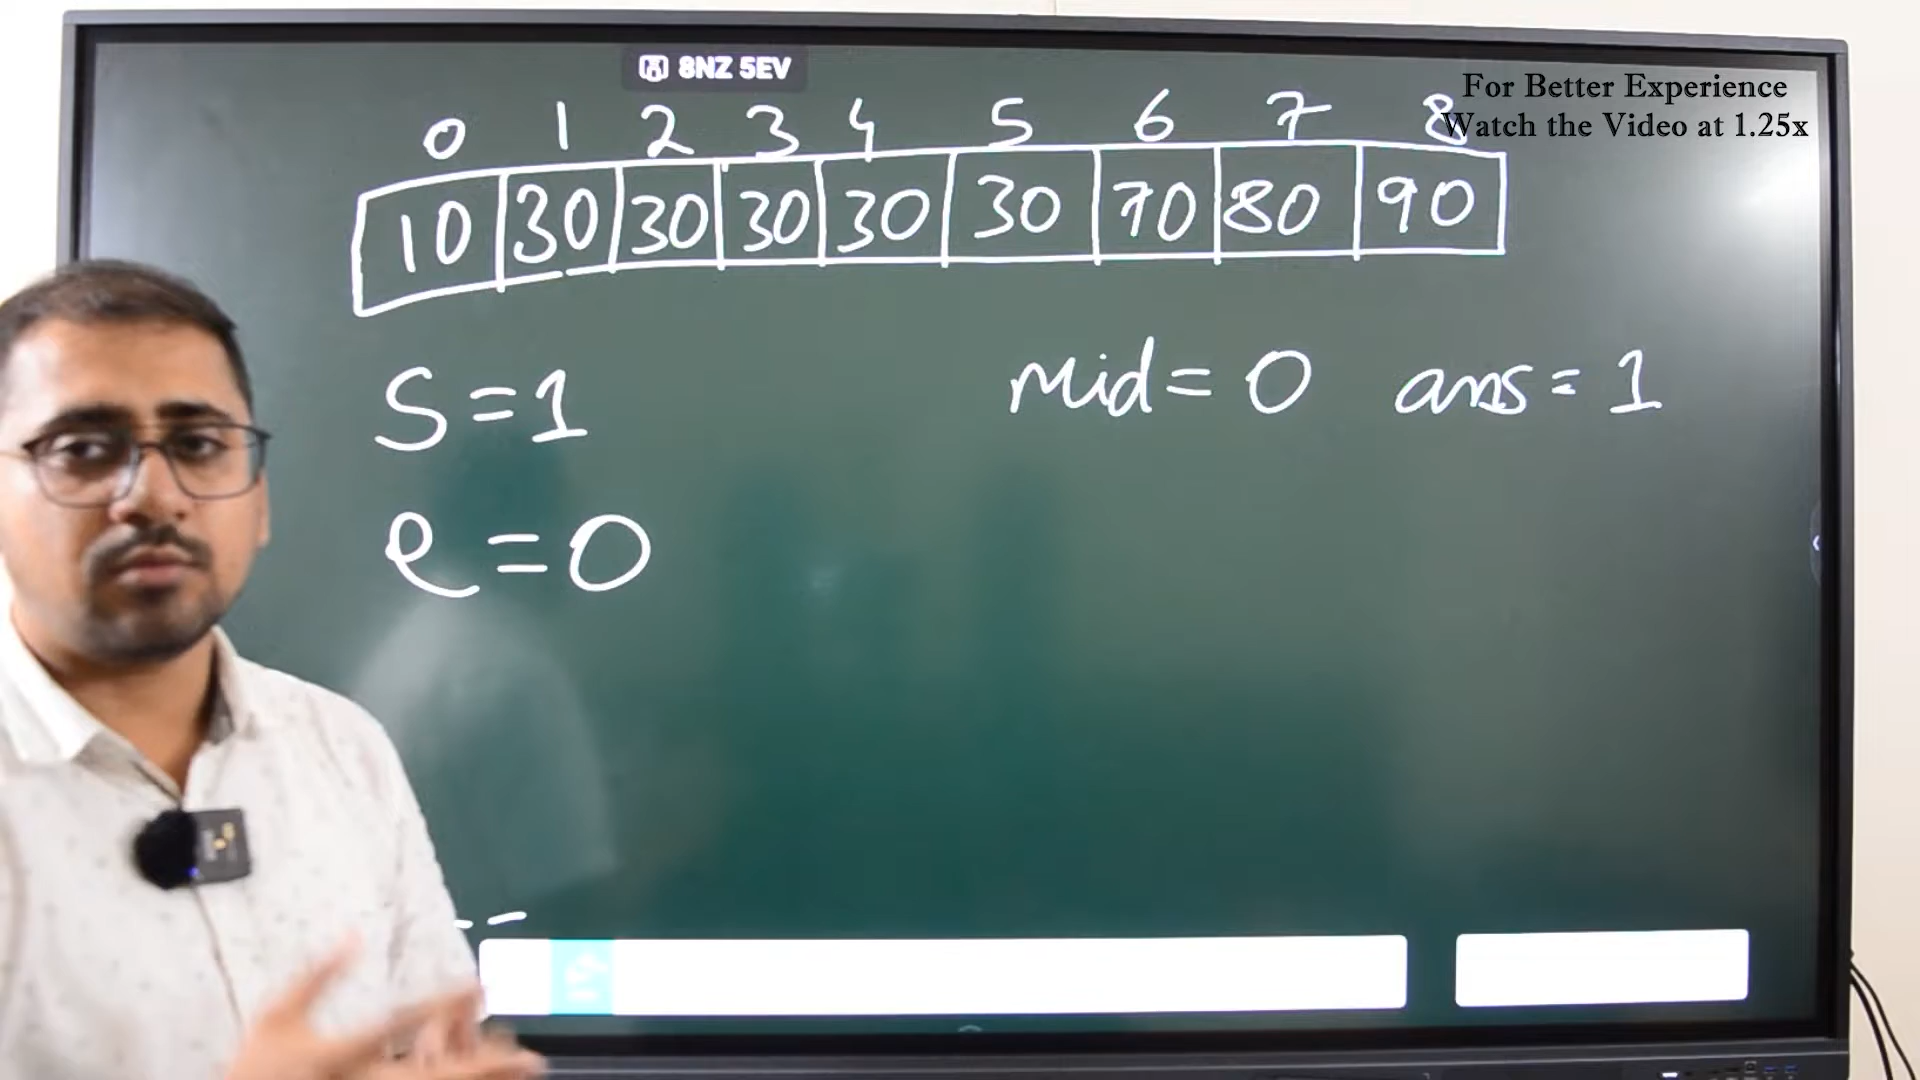 8NZ 5EV
For Better Experience
Watch the Video at 1.25x
0 1 2 3 4 5 6 7 8
10 30 30 30 30 30 70 80 90
S=1
mid= 0 ans= 1
e=0